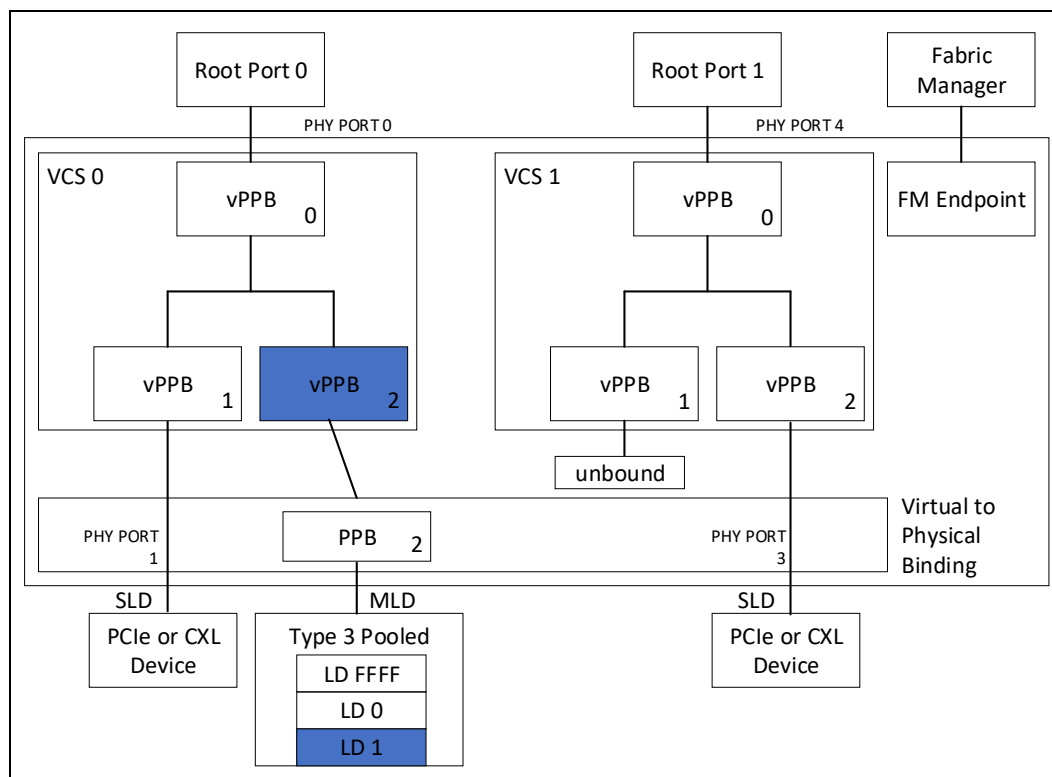 Root Port 0
Root Port 1
Fabric
Manager
PHY PORT 0
PHY PORT 4
VCS 0
vPPB
0
VCS 1
vPPB
0
FM Endpoint
vPPB
1
vPPB
2
vPPB
1
vPPB
2
unbound
PHY PORT
1
PPB
2
PHY PORT
3
Virtual to
Physical
Binding
SLD
MLD
SLD
PCIe or CXL
Device
Type 3 Pooled
LD FFFF
LD 0
LD 1
PCIe or CXL
Device